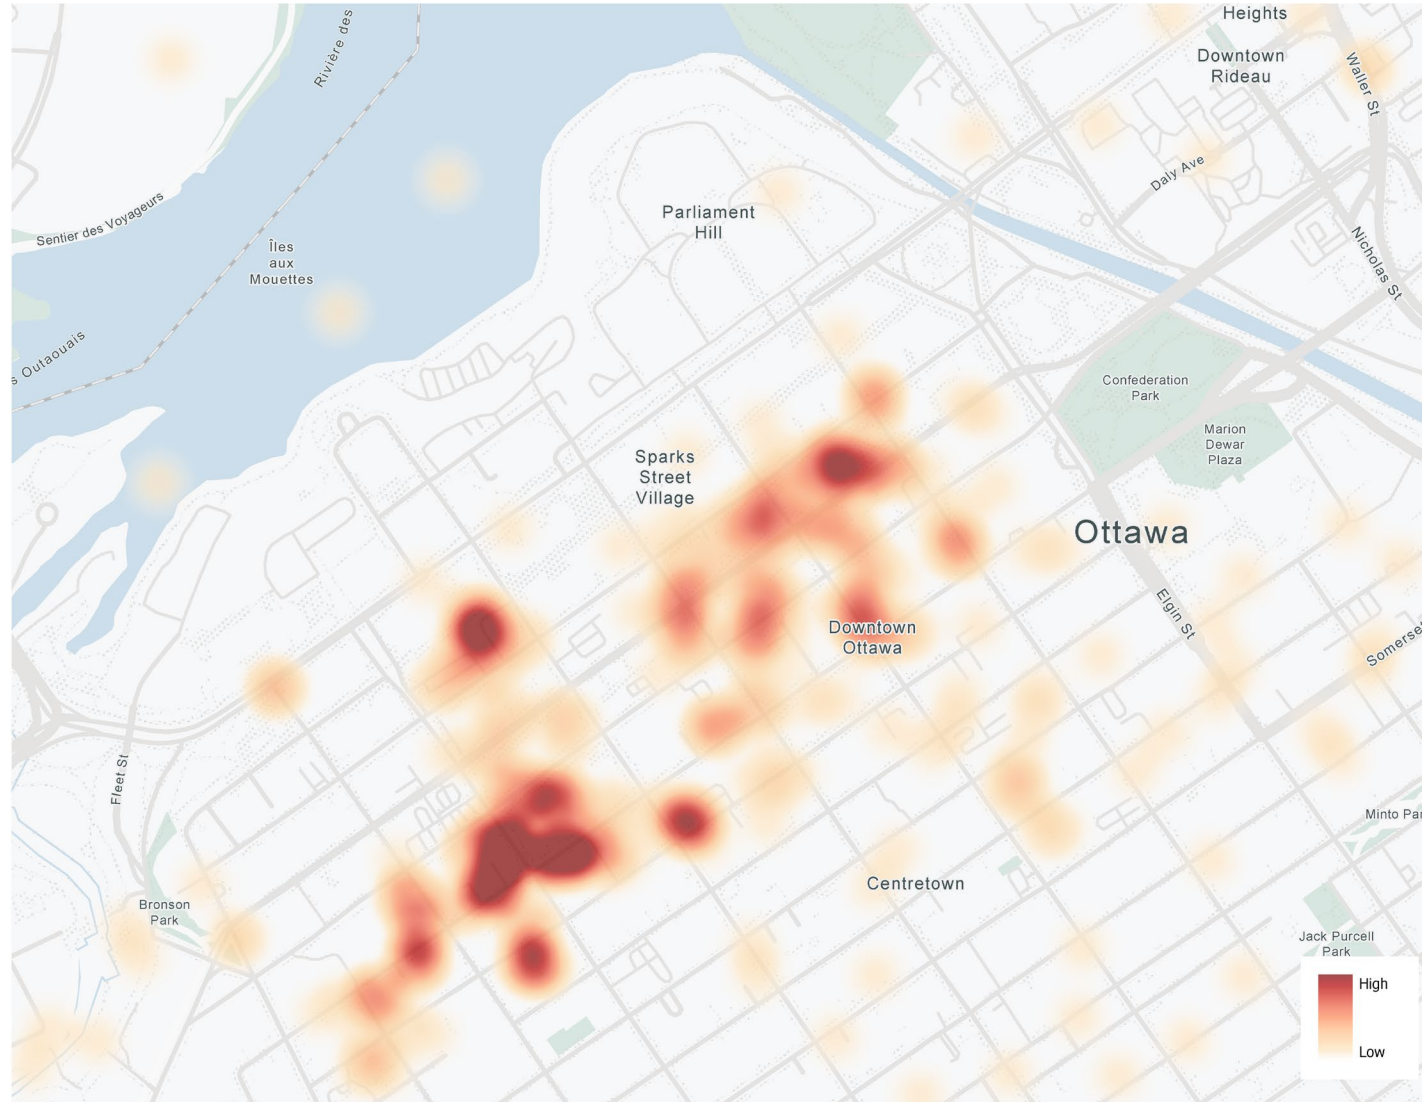 Heights
Downtown
Rideau
Waller St
Rivière des
Daly Ave
Sentier des Voyageurs
Parliament
Hill
Îles
aux
Mouettes
Nicholas St
s Outaouais
Confederation
Park
Marion
Dewar
Plaza
Sparks
Street
Village
Ottawa
Elgin St
Downtown
Ottawa
Somerset
Fleet St
Minto Par
Centretown
Bronson
Park
Jack Purcell
Park
High
Low